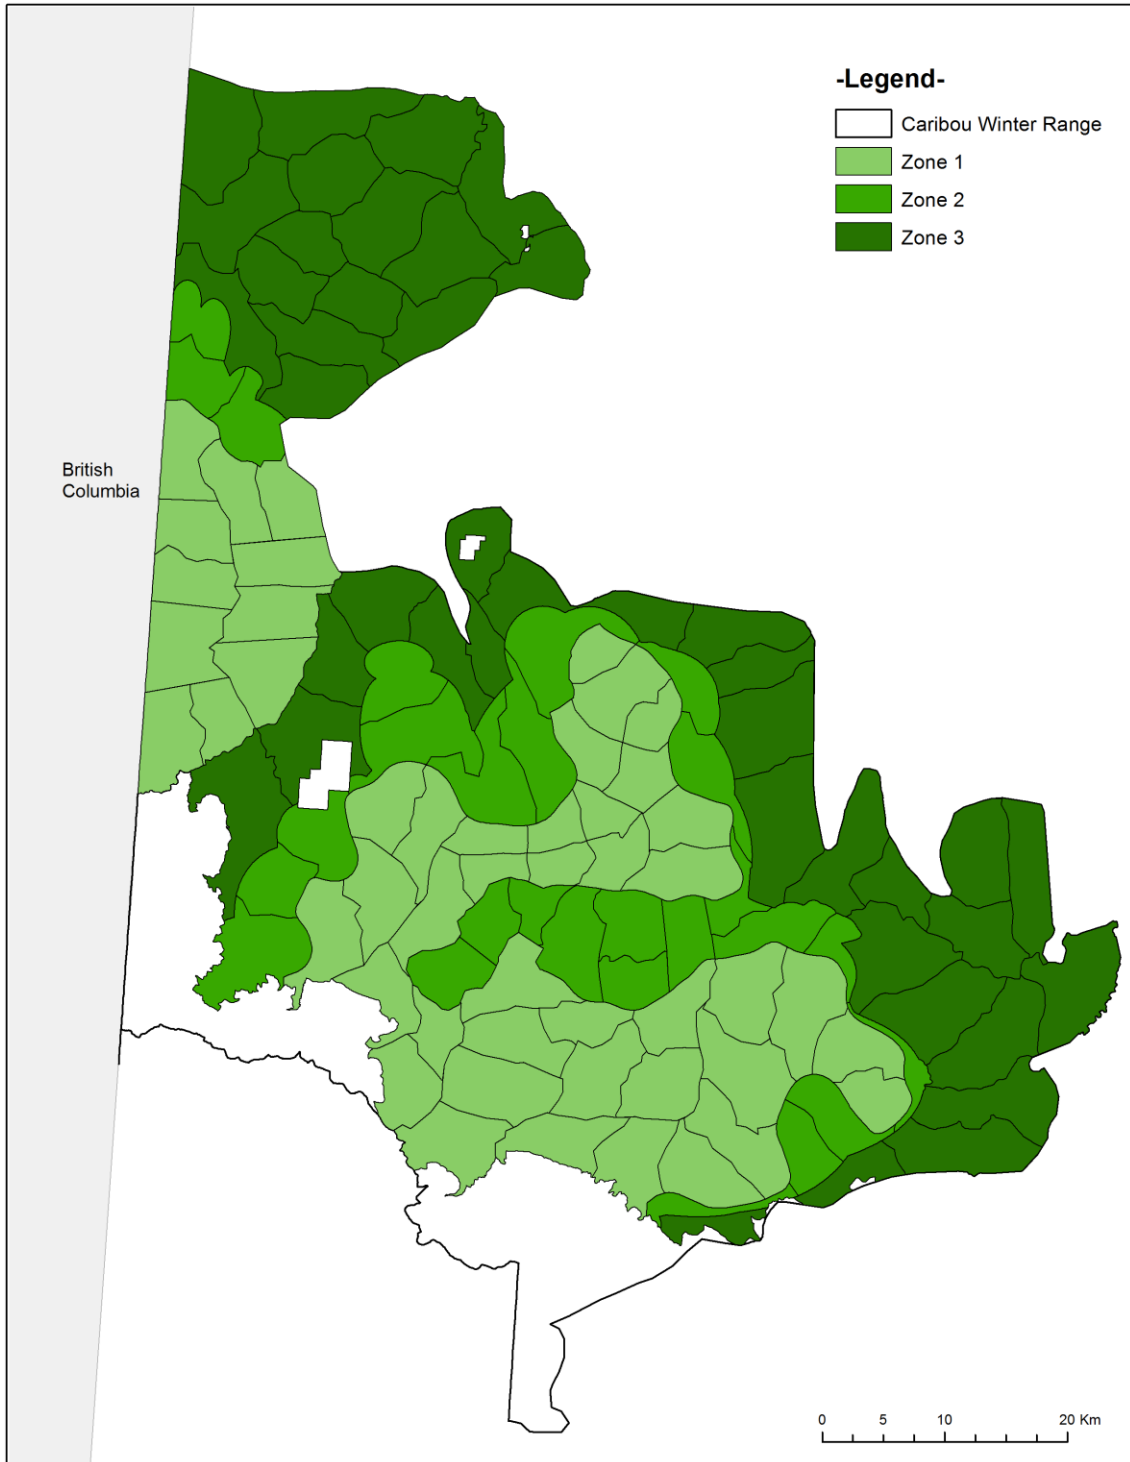 -Legend-
Caribou Winter Range
Zone 1
Zone 2
Zone 3
British
Columbia
0 5 10 20 Km